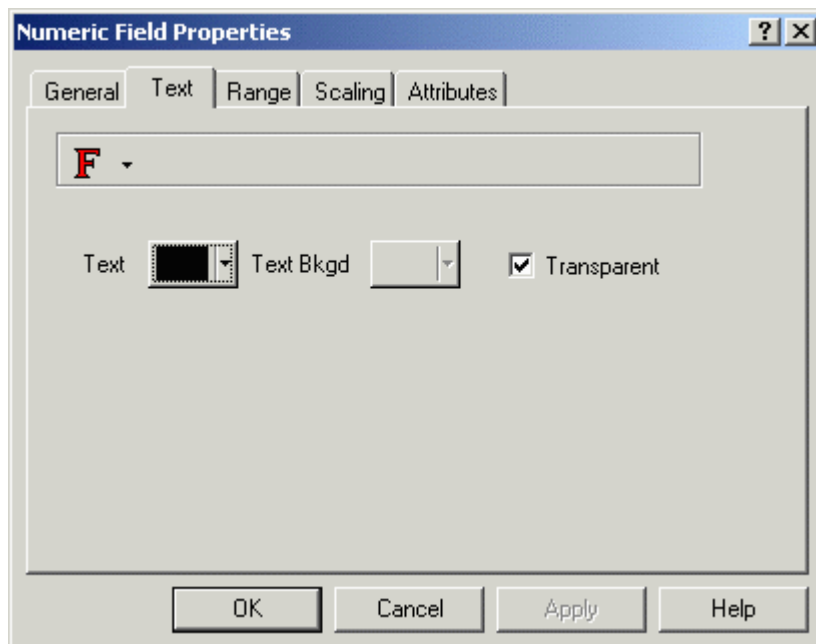 Numeric Field Properties
General Text Range Scaling Attributes
F
Text Text Bkgd Transparent
OK Cancel Apply Help